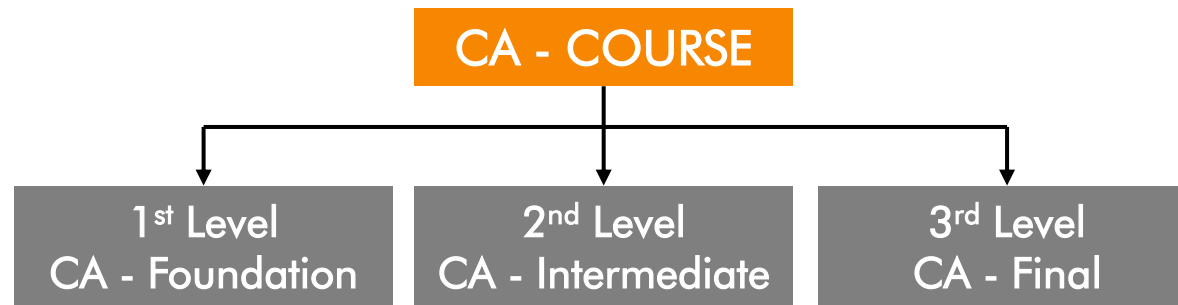 CA - COURSE
1st Level
CA - Foundation
2nd Level
CA - Intermediate
3rd Level
CA - Final